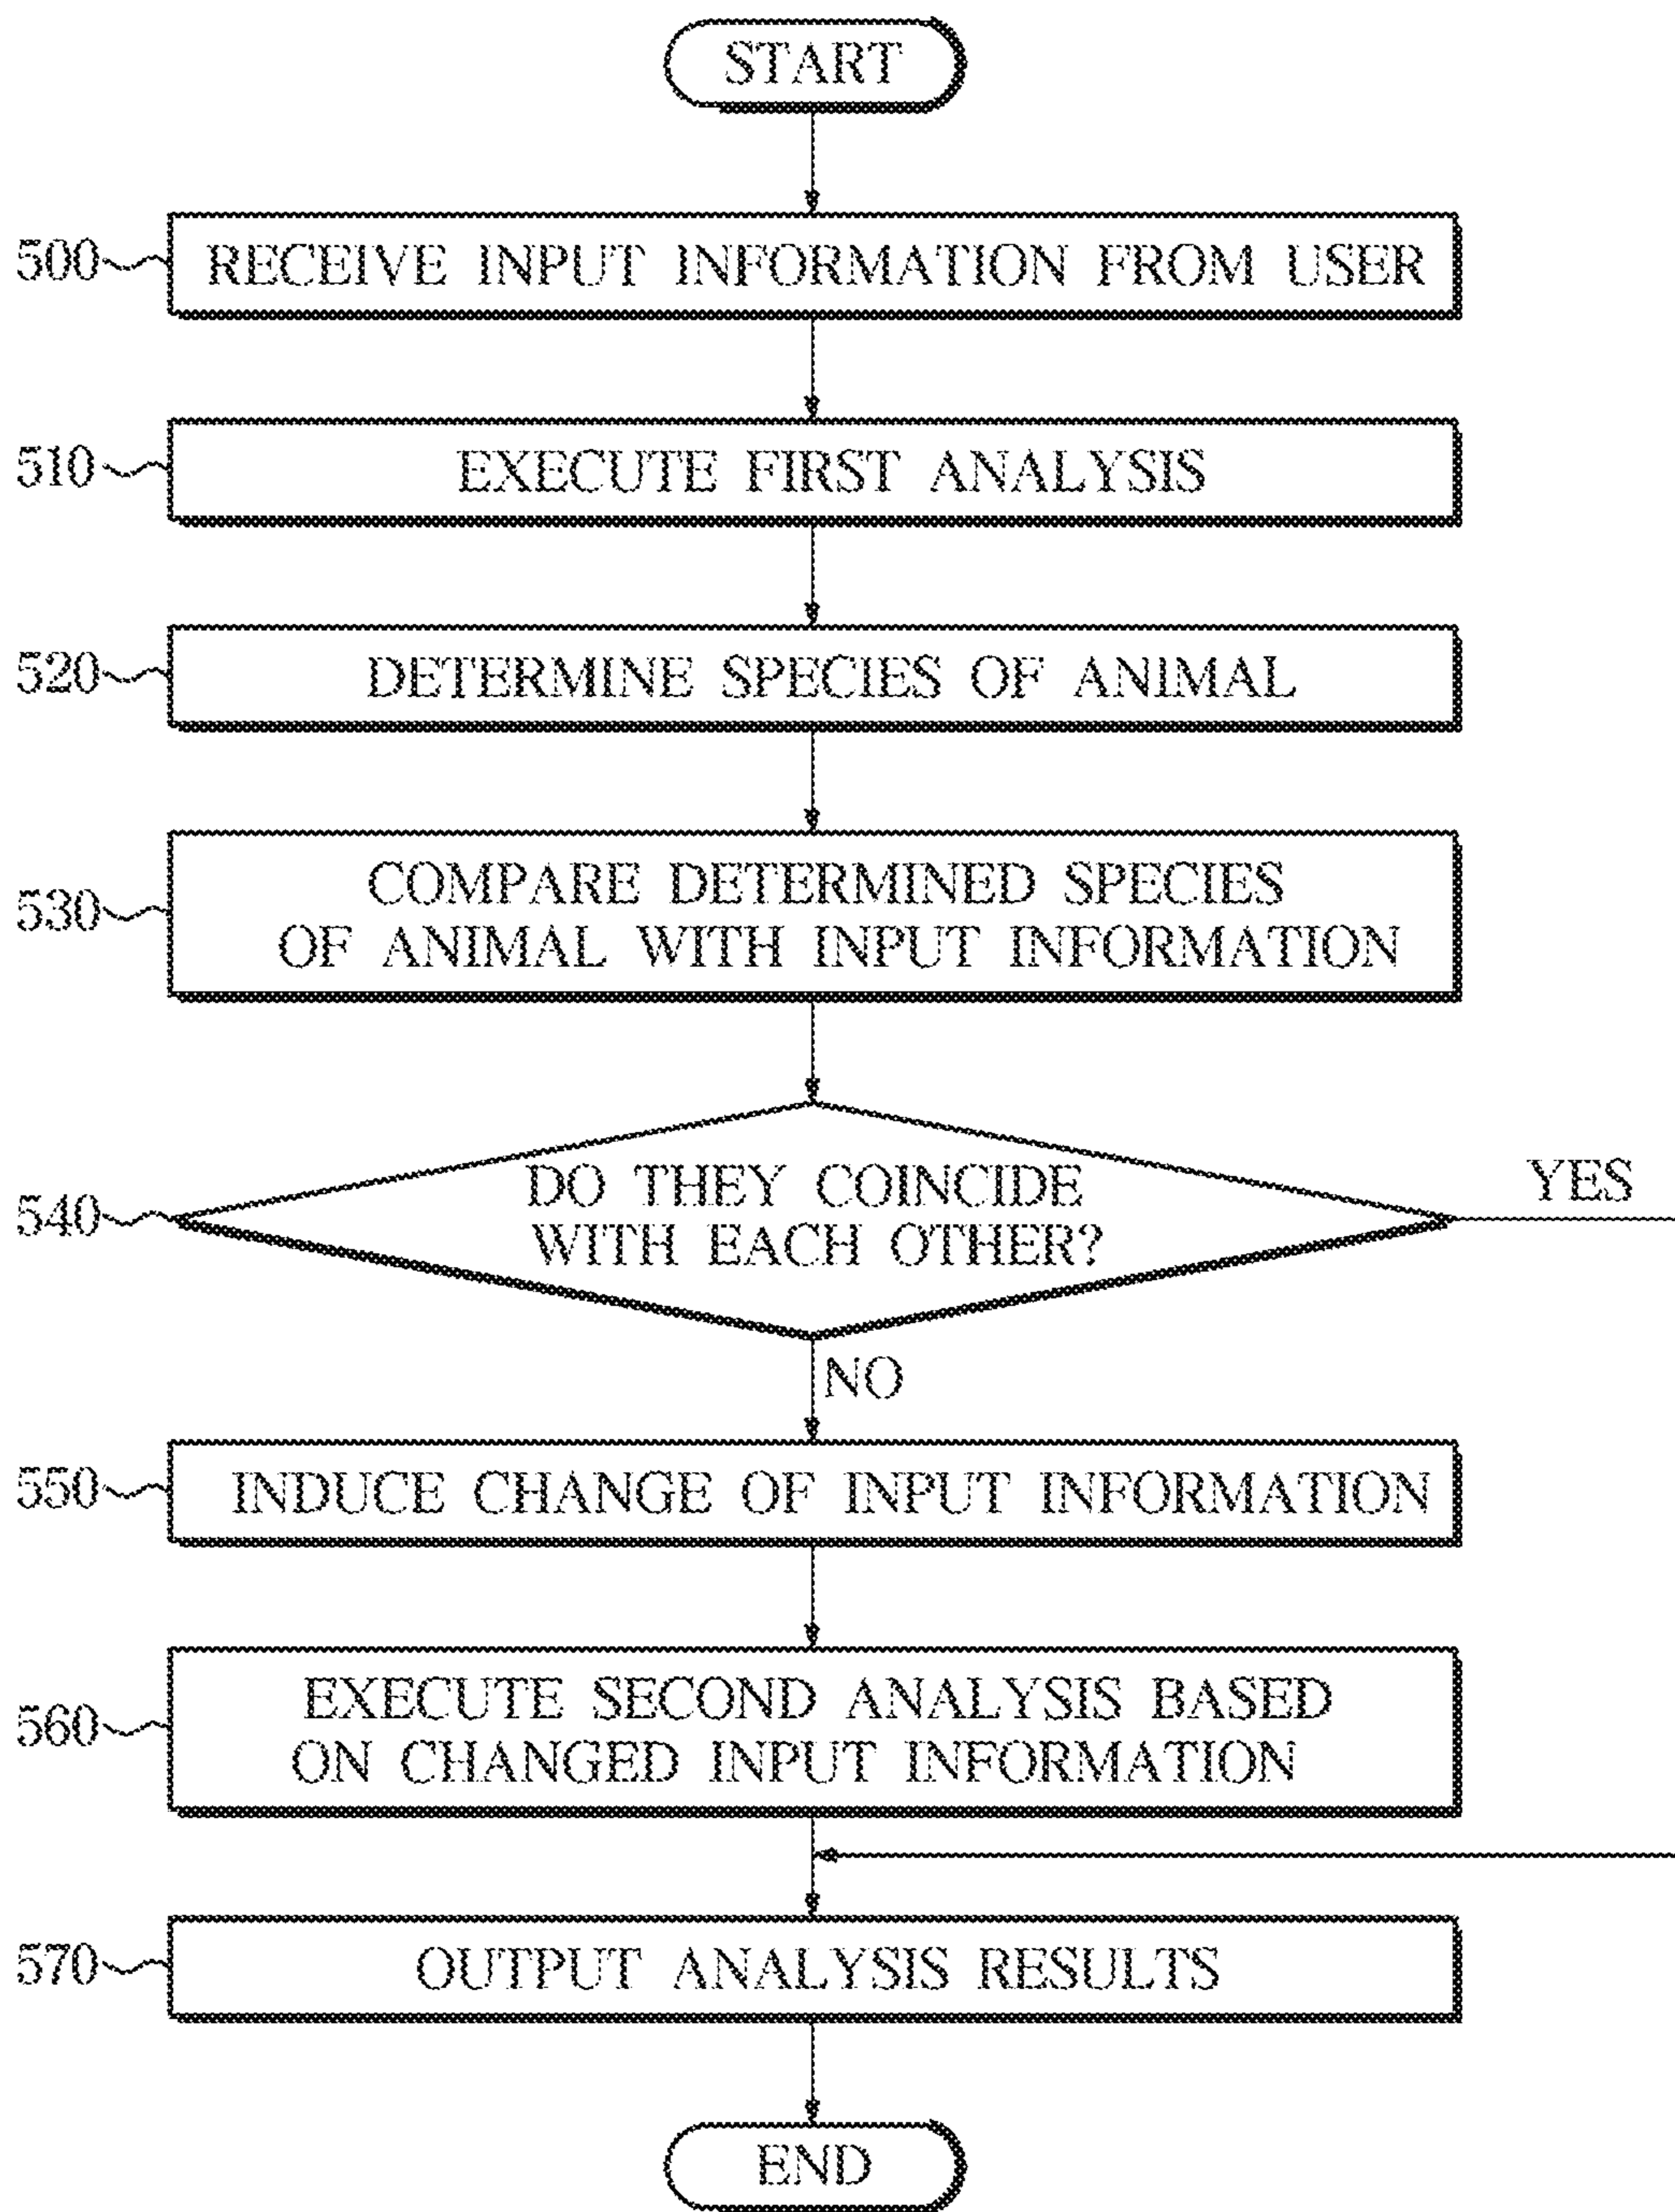 START
500 RECEIVE INPUT INFORMATION FROM USER
510 EXECUTE FIRST ANALYSIS
520 DETERMINE SPECIES OF ANIMAL
530 COMPARE DETERMINED SPECIES
OF ANIMAL WITH INPUT INFORMATION
540 DO THEY COINCIDE
WITH EACH OTHER?
YES
NO
550 INDUCE CHANGE OF INPUT INFORMATION
560 EXECUTE SECOND ANALYSIS BASED
ON CHANGED INPUT INFORMATION
570 OUTPUT ANALYSIS RESULTS
END